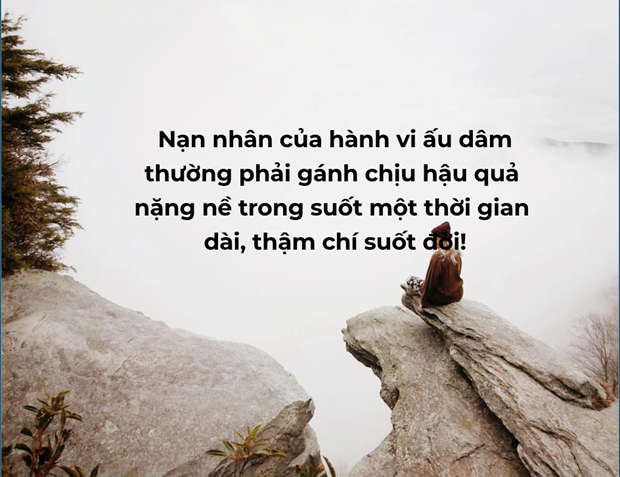 Nạn nhân của hành vi ấu dâm
thường phải gánh chịu hậu quả
nặng nề trong suốt một thời gian
dài, thậm chí suốt đời!